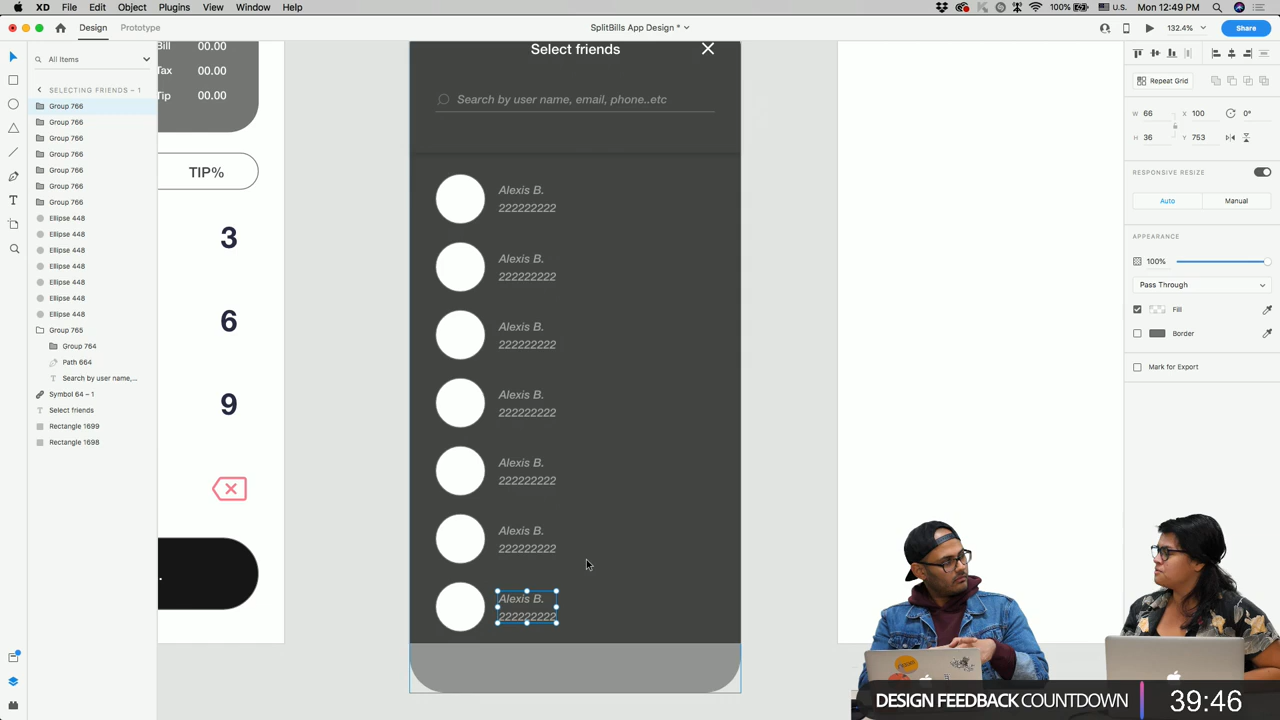 XD File Edit Object Plugins View Window Help
100% U.S. Mon 12:49 PM
Design Prototype
SplitBills App Design *
132.4%
Share
All Items
SELECTING FRIENDS – 1
Group 766
Group 766
Group 766
Group 766
Group 766
Group 766
Group 766
Ellipse 448
Ellipse 448
Ellipse 448
Ellipse 448
Ellipse 448
Ellipse 448
Ellipse 448
Group 765
Group 764
Path 664
Search by user name,...
Symbol 64 – 1
Select friends
Rectangle 1699
Rectangle 1698
Bill 00.00
Tax 00.00
Tip 00.00
TIP%
3
6
9
Select friends
Search by user name, email, phone..etc
Alexis B.
222222222
Alexis B.
222222222
Alexis B.
222222222
Alexis B.
222222222
Alexis B.
222222222
Alexis B.
222222222
Alexis B.
222222222
Repeat Grid
W 66 X 100 0°
H 36 Y 753
RESPONSIVE RESIZE
Auto Manual
APPEARANCE
100%
Pass Through
Fill
Border
Mark for Export
DESIGN FEEDBACK COUNTDOWN 39:46